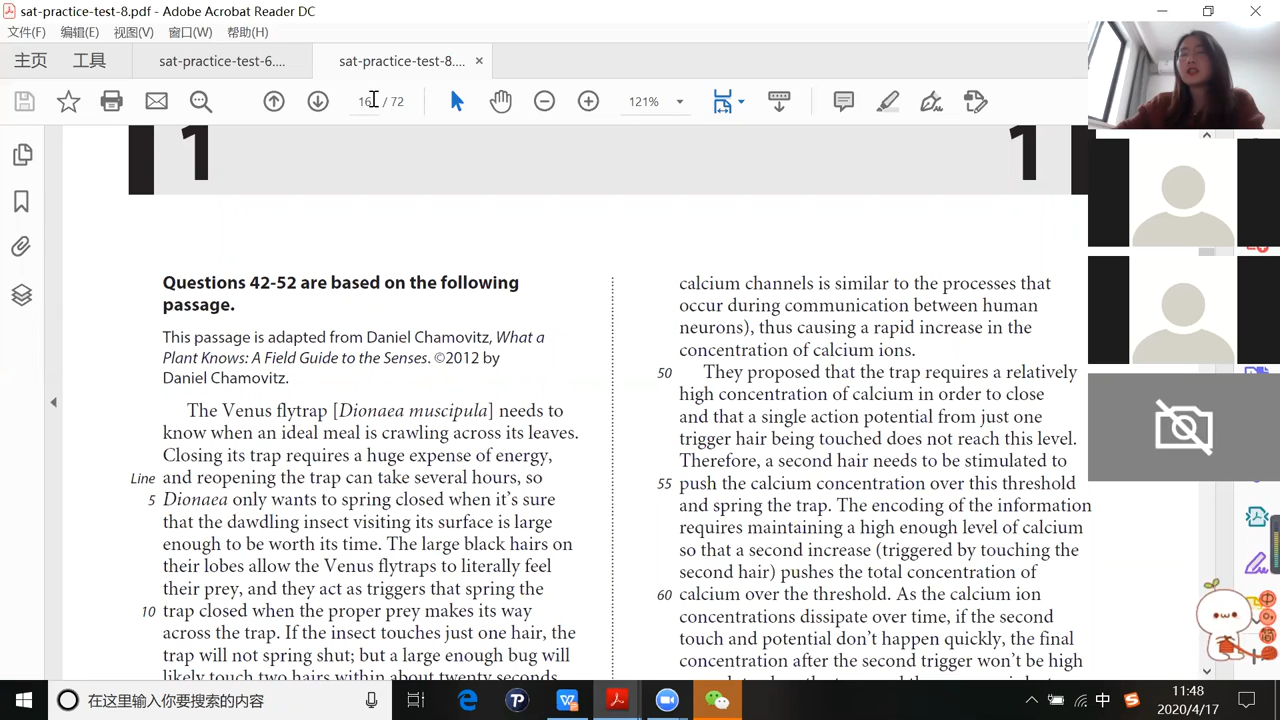 sat-practice-test-8.pdf - Adobe Acrobat Reader DC
文件(F) 编辑(E) 视图(V) 窗口(W) 帮助(H)
主页 工具 sat-practice-test-6.... sat-practice-test-8.... ×
16 / 72 121%
1 1
Questions 42-52 are based on the following
passage.
This passage is adapted from Daniel Chamovitz, What a
Plant Knows: A Field Guide to the Senses. ©2012 by
Daniel Chamovitz.
The Venus flytrap [Dionaea muscipula] needs to
know when an ideal meal is crawling across its leaves.
Closing its trap requires a huge expense of energy,
Line and reopening the trap can take several hours, so
5 Dionaea only wants to spring closed when it's sure
that the dawdling insect visiting its surface is large
enough to be worth its time. The large black hairs on
their lobes allow the Venus flytraps to literally feel
their prey, and they act as triggers that spring the
10 trap closed when the proper prey makes its way
across the trap. If the insect touches just one hair, the
trap will not spring shut; but a large enough bug will
likely touch two hairs within about twenty seconds
calcium channels is similar to the processes that
occur during communication between human
neurons), thus causing a rapid increase in the
concentration of calcium ions.
50 They proposed that the trap requires a relatively
high concentration of calcium in order to close
and that a single action potential from just one
trigger hair being touched does not reach this level.
Therefore, a second hair needs to be stimulated to
55 push the calcium concentration over this threshold
and spring the trap. The encoding of the information
requires maintaining a high enough level of calcium
so that a second increase (triggered by touching the
second hair) pushes the total concentration of
60 calcium over the threshold. As the calcium ion
concentrations dissipate over time, if the second
touch and potential don't happen quickly, the final
concentration after the second trigger won't be high
在这里输入你要搜索的内容
中
11:48
2020/4/17